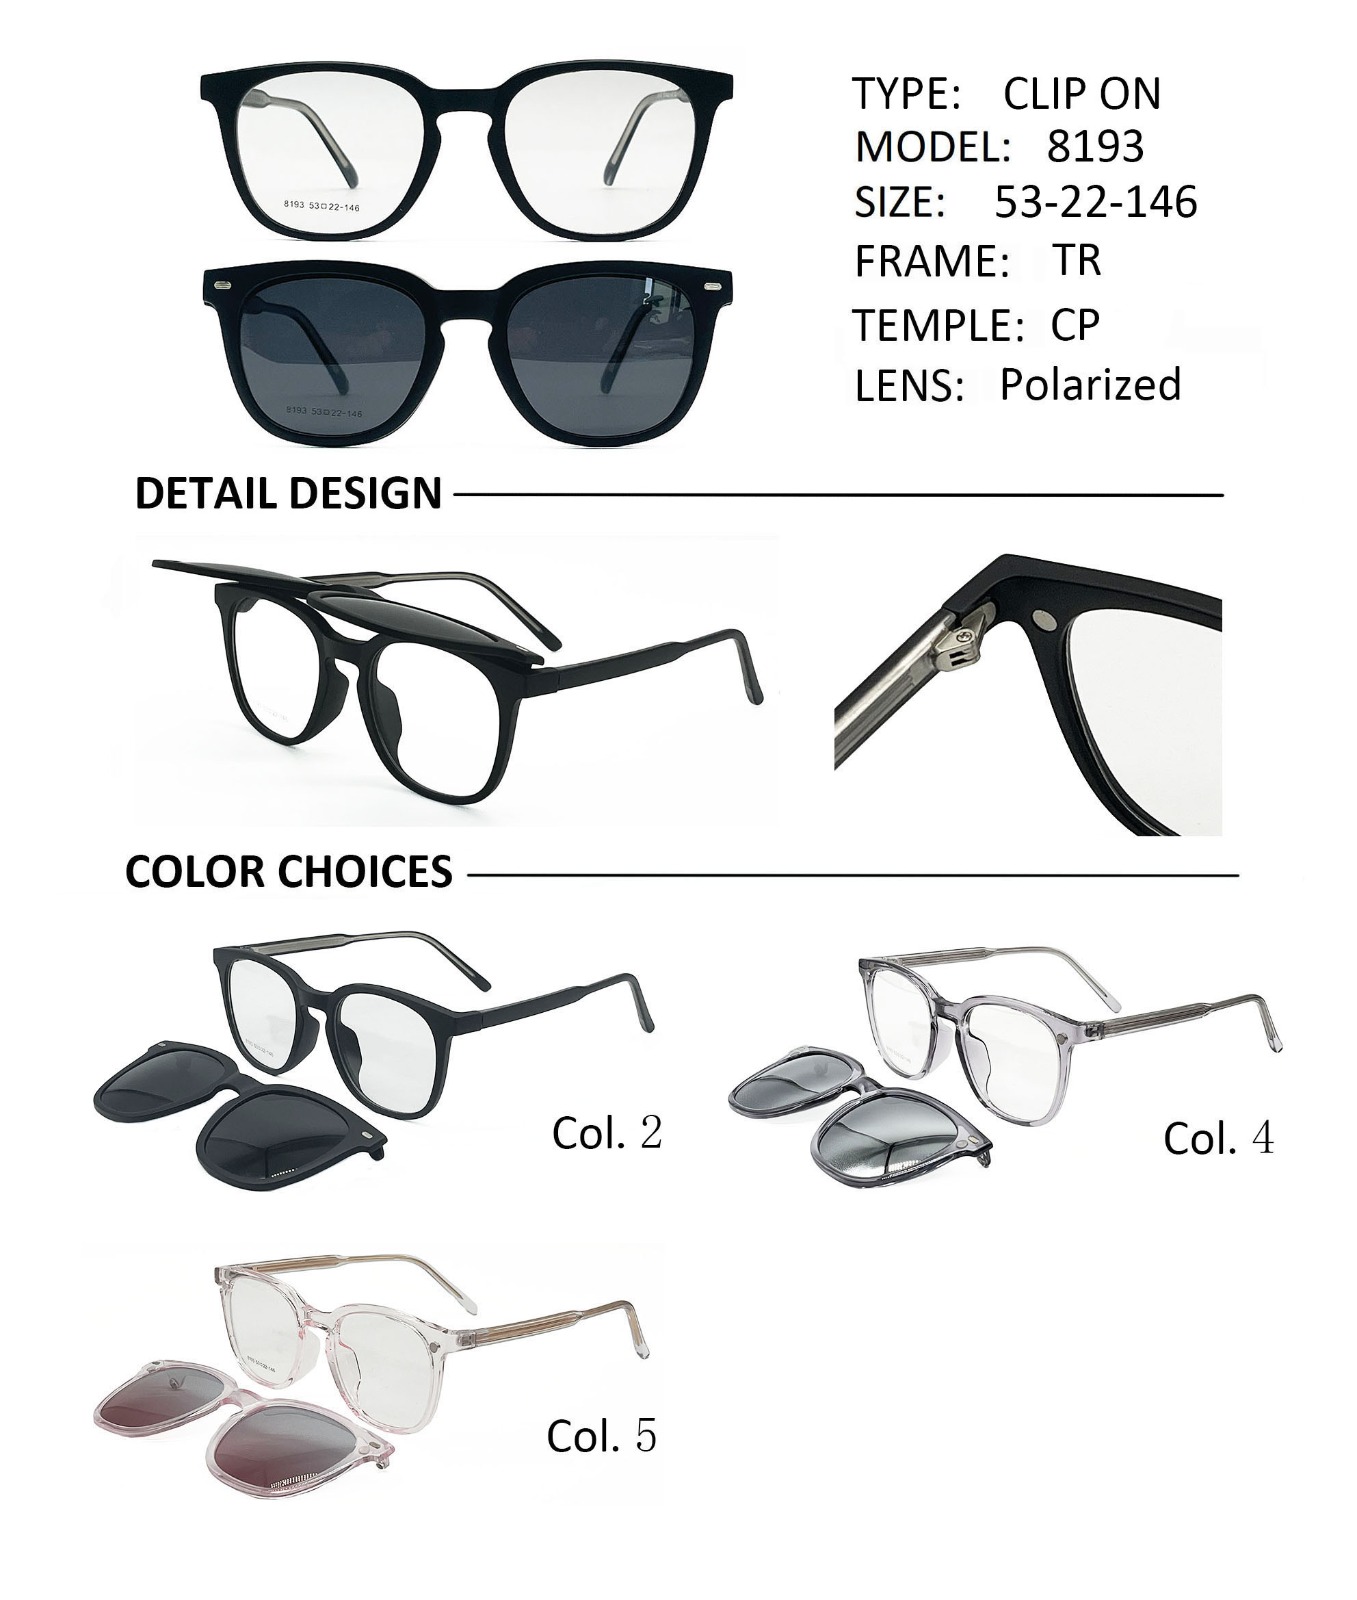 8193 53□22-146
8193 53□22-146
TYPE: CLIP ON
MODEL: 8193
SIZE: 53-22-146
FRAME: TR
TEMPLE: CP
LENS: Polarized
DETAIL DESIGN
COLOR CHOICES
Col. 2
Col. 4
Col. 5